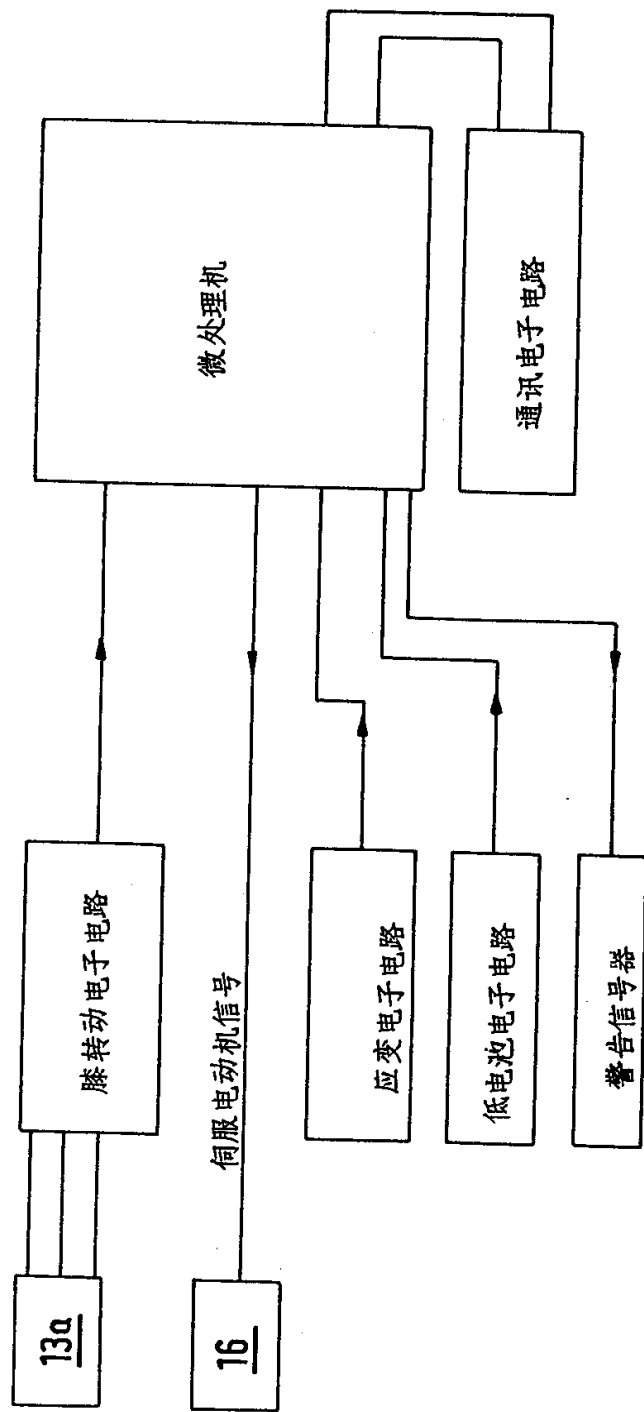 13a
膝转动电子电路
微处理机
16
伺服电动机信号
应变电子电路
低电池电子电路
警告信号器
通讯电子电路